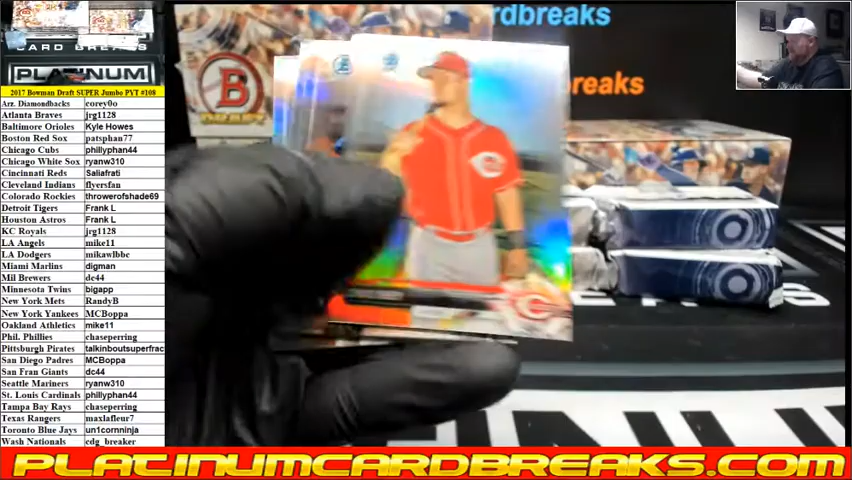 CARD BREAKS
PLATINUM
2017 Bowman Draft SUPER Jumbo PYT #108
Arz. Diamondbacks corey0o
Atlanta Braves jrg1128
Baltimore Orioles Kyle Howes
Boston Red Sox patsphan77
Chicago Cubs phillyphan44
Chicago White Sox ryanw310
Cincinnati Reds Saliafrati
Cleveland Indians flyersfan
Colorado Rockies throwerofshade69
Detroit Tigers Frank L
Houston Astros Frank L
KC Royals jrg1128
LA Angels mike11
LA Dodgers mikawlbbc
Miami Marlins digman
Mil Brewers dc44
Minnesota Twins bigapp
New York Mets RandyB
New York Yankees MCBoppa
Oakland Athletics mike11
Phil. Phillies chaseperring
Pittsburgh Pirates talkinboutsuperfrac
San Diego Padres MCBoppa
San Fran Giants dc44
Seattle Mariners ryanw310
St. Louis Cardinals phillyphan44
Tampa Bay Rays chaseperring
Texas Rangers maxlafleur7
Toronto Blue Jays un1cornninja
Wash Nationals cdg_breaker
rdbreaks
reaks
B
DRAFT
C
C
PLATINUMCARDBREAKS.COM